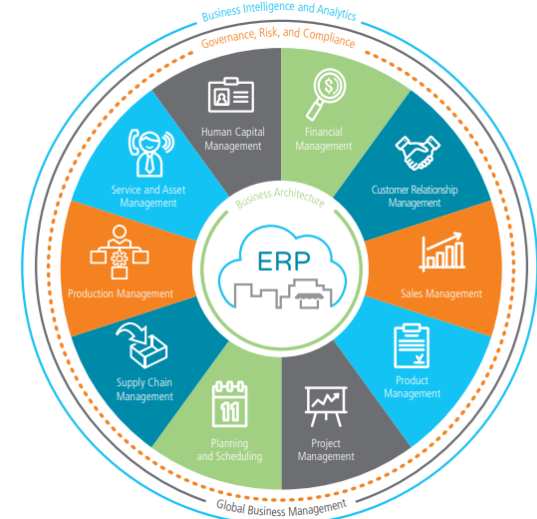 Business Intelligence and Analytics
Governance, Risk, and Compliance
Human Capital
Management
Financial
Management
Service and Asset
Management
Customer Relationship
Management
Business Architecture
ERP
Production Management
Sales Management
Supply Chain
Management
Product
Management
11
Planning
and Scheduling
Project
Management
Global Business Management